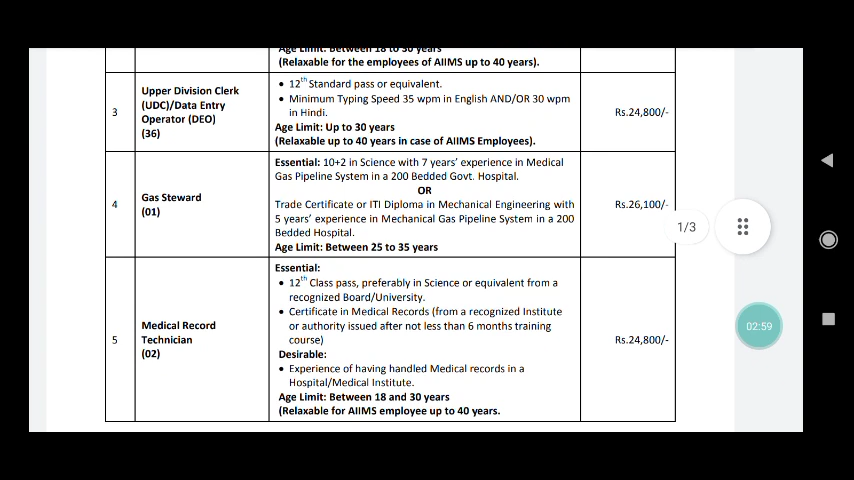 Age Limit: Between 18 to 30 years
(Relaxable for the employees of AIIMS up to 40 years).
3
Upper Division Clerk
(UDC)/Data Entry
Operator (DEO)
(36)
• 12th Standard pass or equivalent.
• Minimum Typing Speed 35 wpm in English AND/OR 30 wpm
in Hindi.
Age Limit: Up to 30 years
(Relaxable up to 40 years in case of AIIMS Employees).
Rs.24,800/-
4
Gas Steward
(01)
Essential: 10+2 in Science with 7 years' experience in Medical
Gas Pipeline System in a 200 Bedded Govt. Hospital.
OR
Trade Certificate or ITI Diploma in Mechanical Engineering with
5 years' experience in Mechanical Gas Pipeline System in a 200
Bedded Hospital.
Age Limit: Between 25 to 35 years
Rs.26,100/-
1/3
5
Medical Record
Technician
(02)
Essential:
• 12th Class pass, preferably in Science or equivalent from a
recognized Board/University.
• Certificate in Medical Records (from a recognized Institute
or authority issued after not less than 6 months training
course)
Desirable:
• Experience of having handled Medical records in a
Hospital/Medical Institute.
Age Limit: Between 18 and 30 years
(Relaxable for AIIMS employee up to 40 years.
Rs.24,800/-
02:59